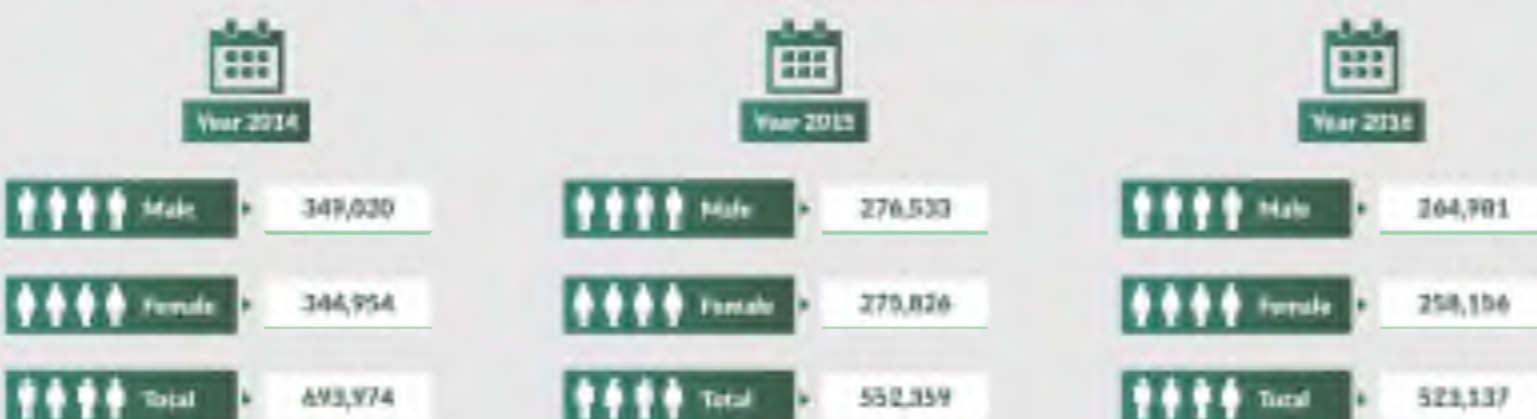 Year 2014
Male 349,020
Female 344,954
Total 693,974
Year 2015
Male 276,533
Female 275,826
Total 552,359
Year 2016
Male 264,981
Female 258,156
Total 523,137